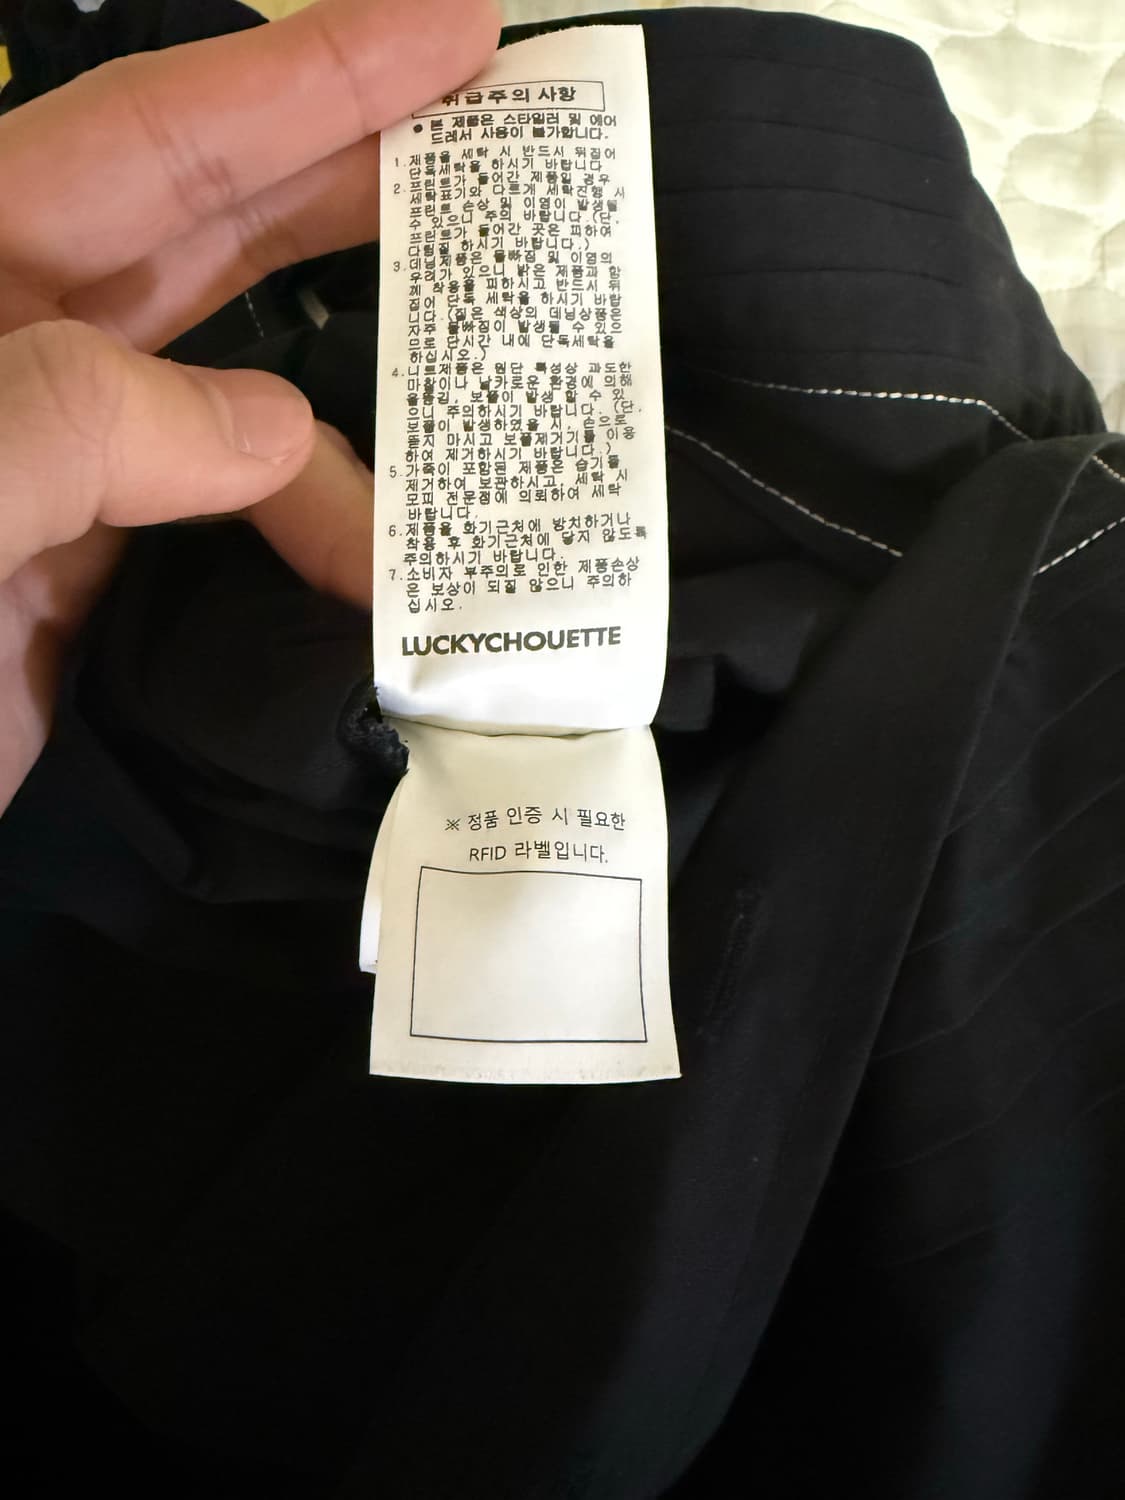 취급주의사항
● 본 제품은 스타일러 및 에어
드레서 사용이 불가합니다.
1.제품을 세탁 시 반드시 뒤집어
단독세탁을 하시기 바랍니다
2.프린트가 들어간 제품일 경우
세탁표기와 다르게 세탁진행 시
프린트 손상 및 이염이 발생될
수 있으니 주의 바랍니다.(단,
프린트가 들어간 곳은 피하여
다림질 하시기 바랍니다.)
3.데님제품은 물빠짐 및 이염의
우려가 있으니 밝은 제품과 함
께 착용을 피하시고 반드시 뒤
집어 단독 세탁을 하시기 바랍
니다.(짙은 색상의 데님상품은
자주 물빠짐이 발생될 수 있으
므로 단시간 내에 단독세탁을
하십시오.)
4.니트제품은 원단 특성상 과도한
마찰이나 날카로운 환경에 의해
올뜯김, 보풀이 발생 할 수 있
으니 주의하시기 바랍니다. (단,
보풀이 발생하였을 시, 손으로
뜯지 마시고 보풀제거기를 이용
하여 제거하시기 바랍니다.)
5.가죽이 포함된 제품은 습기를
제거하여 보관하시고, 세탁 시
모피 전문점에 의뢰하여 세탁
바랍니다.
6.제품을 화기근처에 방치하거나
착용 후 화기근처에 닿지 않도록
주의하시기 바랍니다.
7.소비자 부주의로 인한 제품손상
은 보상이 되질 않으니 주의하
십시오.
LUCKYCHOUETTE
※ 정품 인증 시 필요한
RFID 라벨입니다.